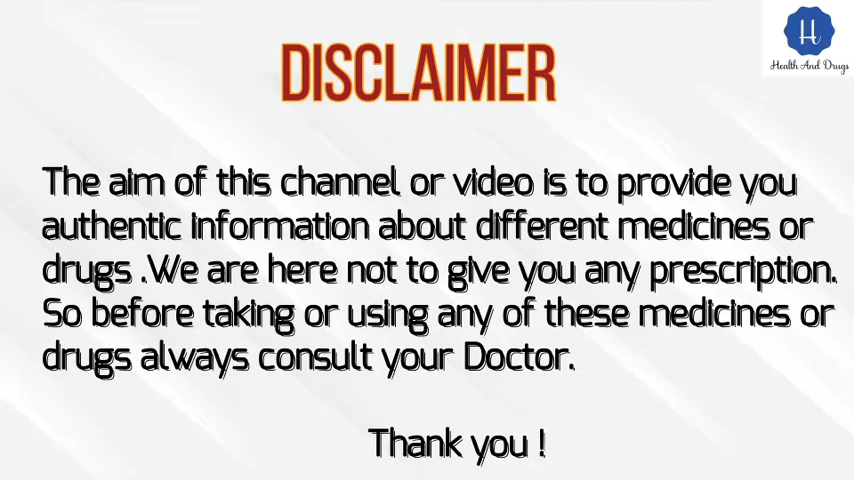 H
Health And Drugs
DISCLAIMER
The aim of this channel or video is to provide you
authentic information about different medicines or
drugs .We are here not to give you any prescription.
So before taking or using any of these medicines or
drugs always consult your Doctor.
Thank you !